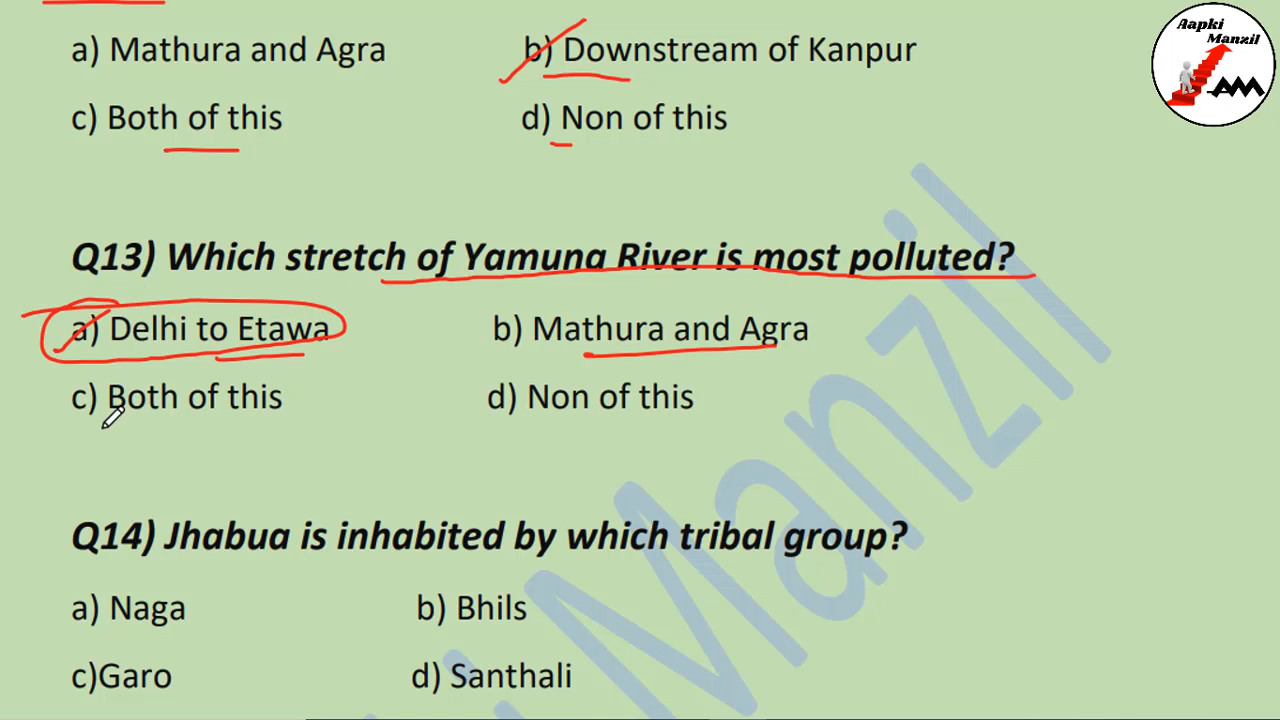 Aapki
Manzil
AM
a) Mathura and Agra b) Downstream of Kanpur
c) Both of this d) Non of this
Q13) Which stretch of Yamuna River is most polluted?
a) Delhi to Etawa b) Mathura and Agra
c) Both of this d) Non of this
Q14) Jhabua is inhabited by which tribal group?
a) Naga b) Bhils
c)Garo d) Santhali
Manzil